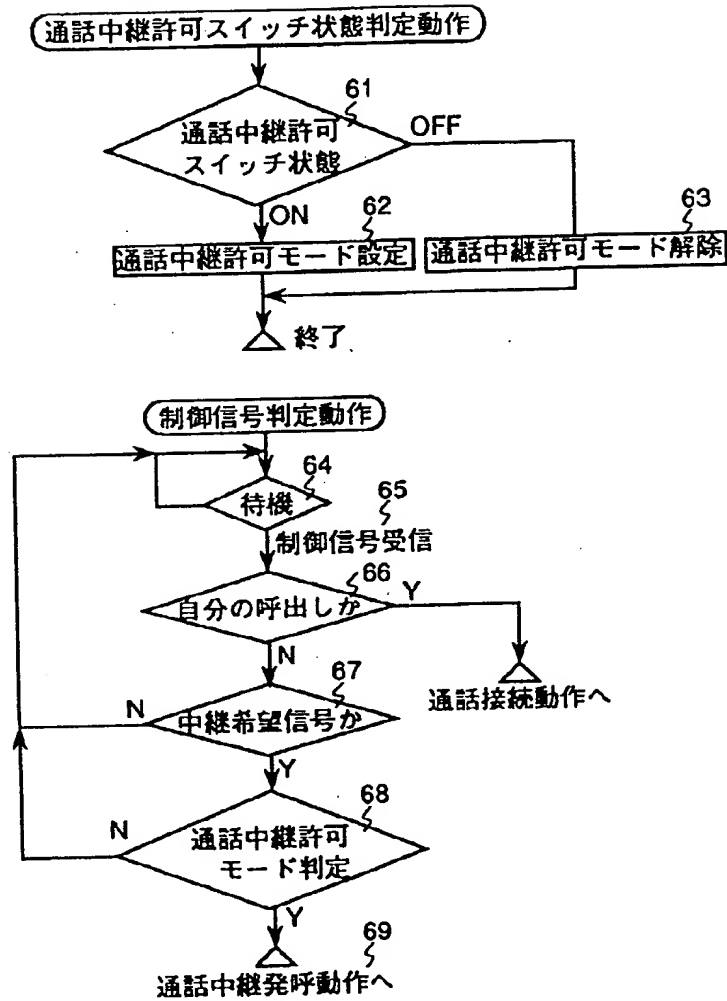 通話中継許可スイッチ状態判定動作
61
通話中継許可
スイッチ状態
OFF
ON
62
63
通話中継許可モード設定
通話中継許可モード解除
終了
制御信号判定動作
64
待機
65
制御信号受信
66
自分の呼出しか
Y
N
67
通話接続動作へ
中継希望信号か
N
Y
68
通話中継許可
モード判定
N
Y
69
通話中継発呼動作へ